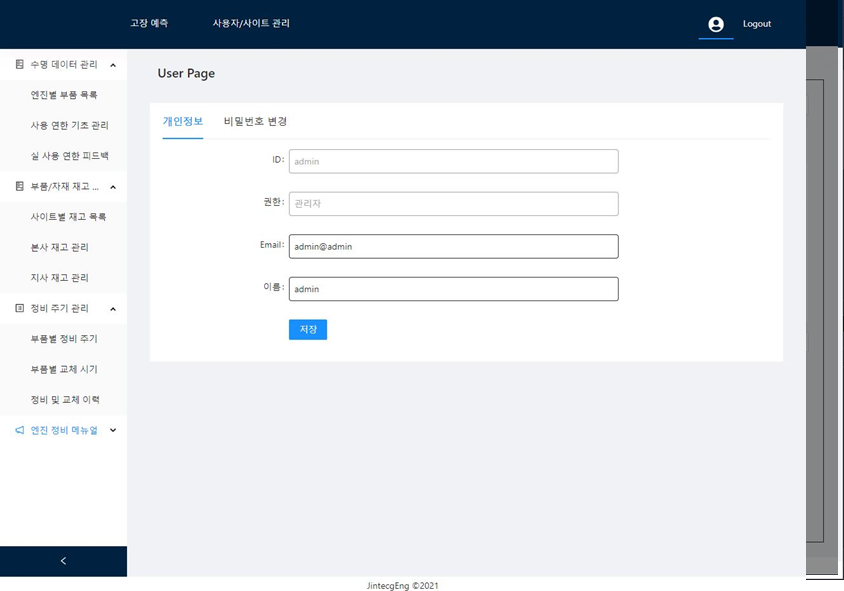 고장 예측
사용자/사이트 관리
Logout
수명 데이터 관리
엔진별 부품 목록
사용 연한 기초 관리
실 사용 연한 피드백
부품/자재 재고 ...
사이트별 재고 목록
본사 재고 관리
지사 재고 관리
정비 주기 관리
부품별 정비 주기
부품별 교체 시기
정비 및 교체 이력
엔진 정비 메뉴얼
User Page
개인정보
비밀번호 변경
ID: admin
권한: 관리자
Email: admin@admin
이름: admin
저장
JintecgEng ©2021